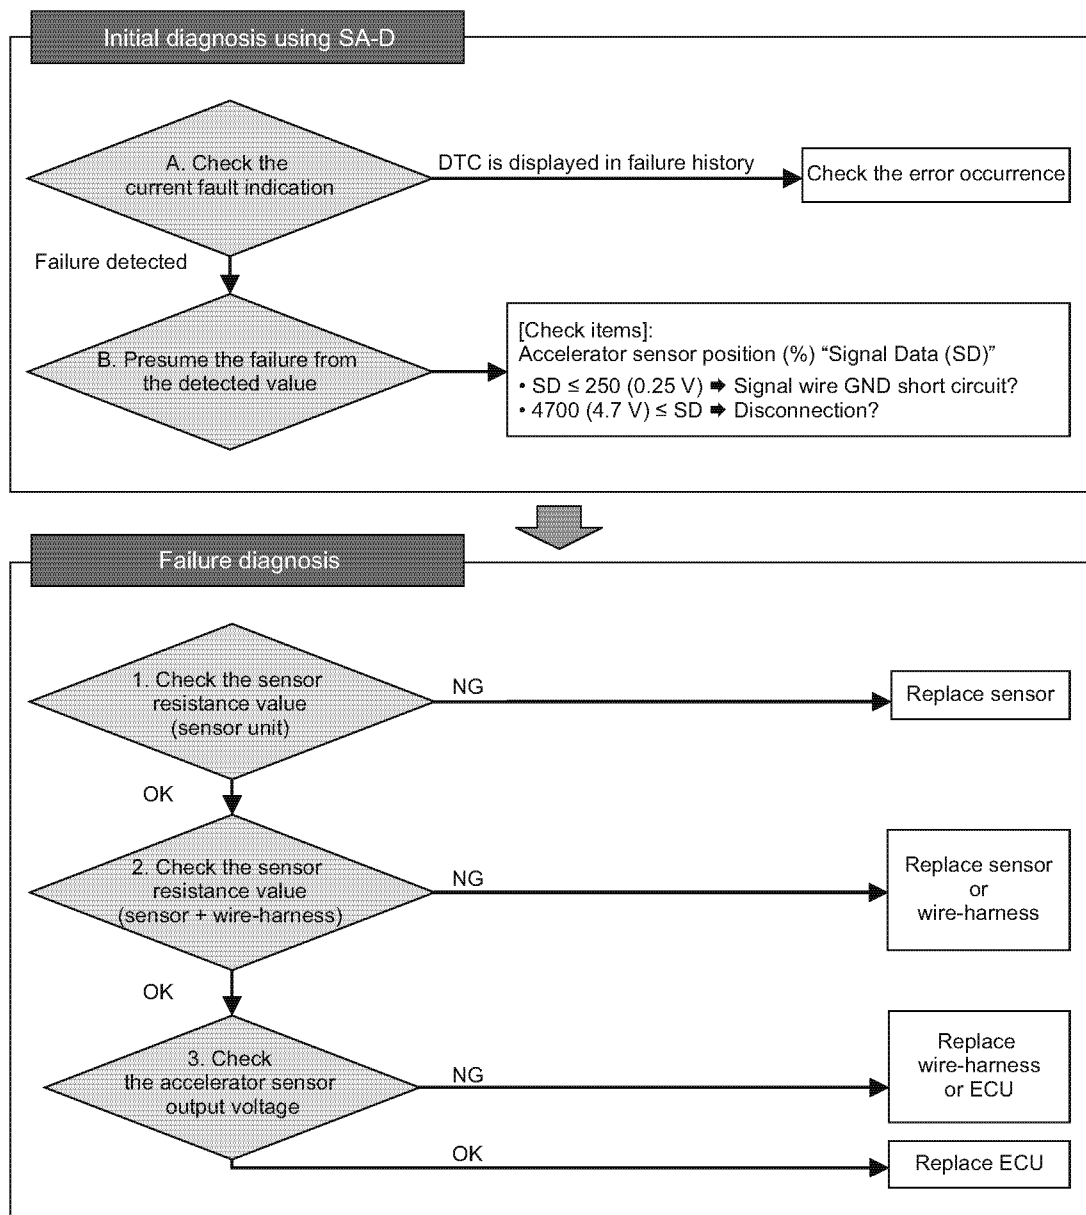 Initial diagnosis using SA-D
A. Check the
current fault indication
DTC is displayed in failure history
Check the error occurrence
Failure detected
B. Presume the failure from
the detected value
[Check items]:
Accelerator sensor position (%) “Signal Data (SD)”
• SD ≤ 250 (0.25 V) ➡ Signal wire GND short circuit?
• 4700 (4.7 V) ≤ SD ➡ Disconnection?
Failure diagnosis
1. Check the sensor
resistance value
(sensor unit)
NG
Replace sensor
OK
2. Check the sensor
resistance value
(sensor + wire-harness)
NG
Replace sensor
or
wire-harness
OK
3. Check
the accelerator sensor
output voltage
NG
Replace
wire-harness
or ECU
OK
Replace ECU